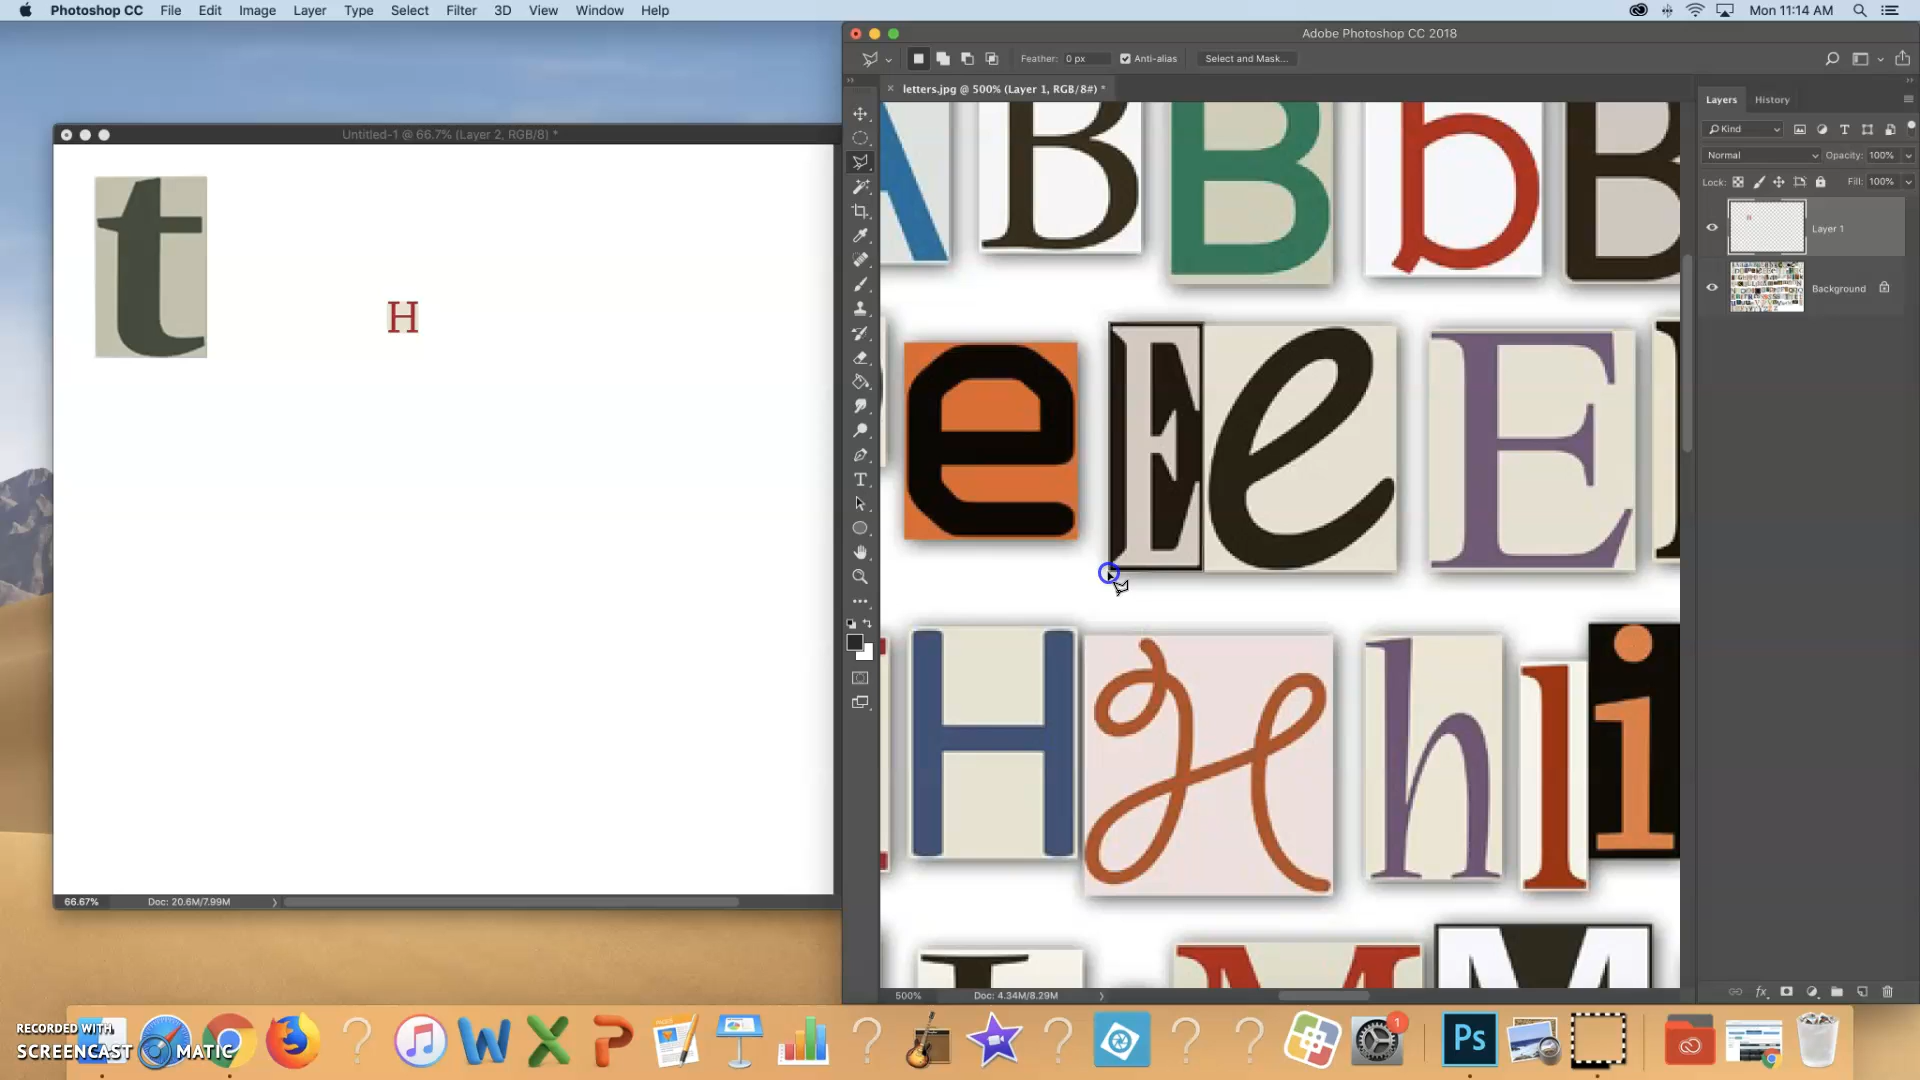 Photoshop CC File Edit Image Layer Type Select Filter 3D View Window Help Mon 11:14 AM
Adobe Photoshop CC 2018
Feather: 0 px Anti-alias Select and Mask...
letters.jpg @ 500% (Layer 1, RGB/8#) *
Layers History
Untitled-1 @ 66.7% (Layer 2, RGB/8) *
Kind
Normal Opacity: 100%
Lock: Fill: 100%
Layer 1
Background
t
H
A B B b B
e E e E
H H h l i
M M
66.67% Doc: 20.6M/7.99M
500% Doc: 4.34M/8.29M
1
Ps
RECORDED WITH
SCREENCAST MATIC